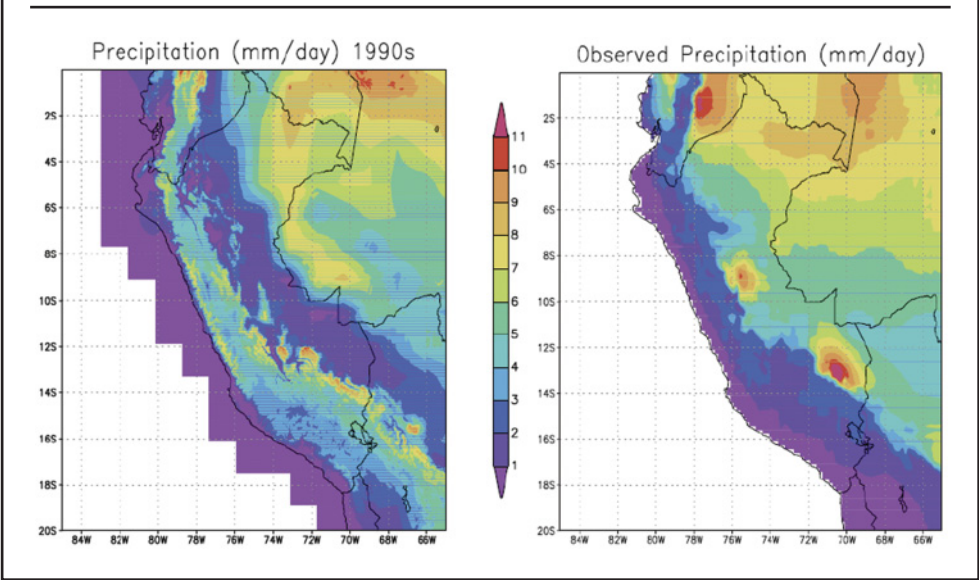 Precipitation (mm/day) 1990s
2S
4S
6S
8S
10S
12S
14S
16S
18S
20S
84W 82W 80W 78W 76W 74W 72W 70W 68W 66W
11
10
9
8
7
6
5
4
3
2
1
Observed Precipitation (mm/day)
2S
4S
6S
8S
10S
12S
14S
16S
18S
20S
84W 82W 80W 78W 76W 74W 72W 70W 68W 66W